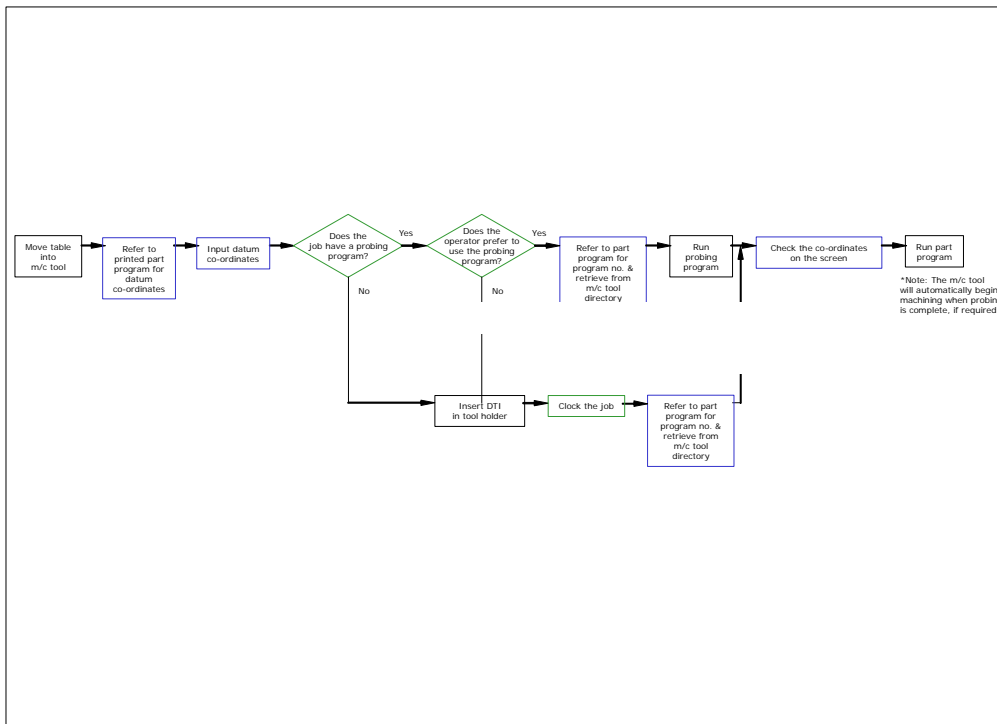 Move table
into
m/c tool
Refer to
printed part
program for
datum
co-ordinates
Input datum
co-ordinates
Does the
job have a probing
program?
Yes
No
Does the
operator prefer to
use the probing
program?
Yes
No
Refer to part
program for
program no. &
retrieve from
m/c tool
directory
Run
probing
program
Check the co-ordinates
on the screen
Run part
program
*Note: The m/c tool
will automatically begin
machining when probin
is complete, if required
Insert DTI
in tool holder
Clock the job
Refer to part
program for
program no. &
retrieve from
m/c tool
directory